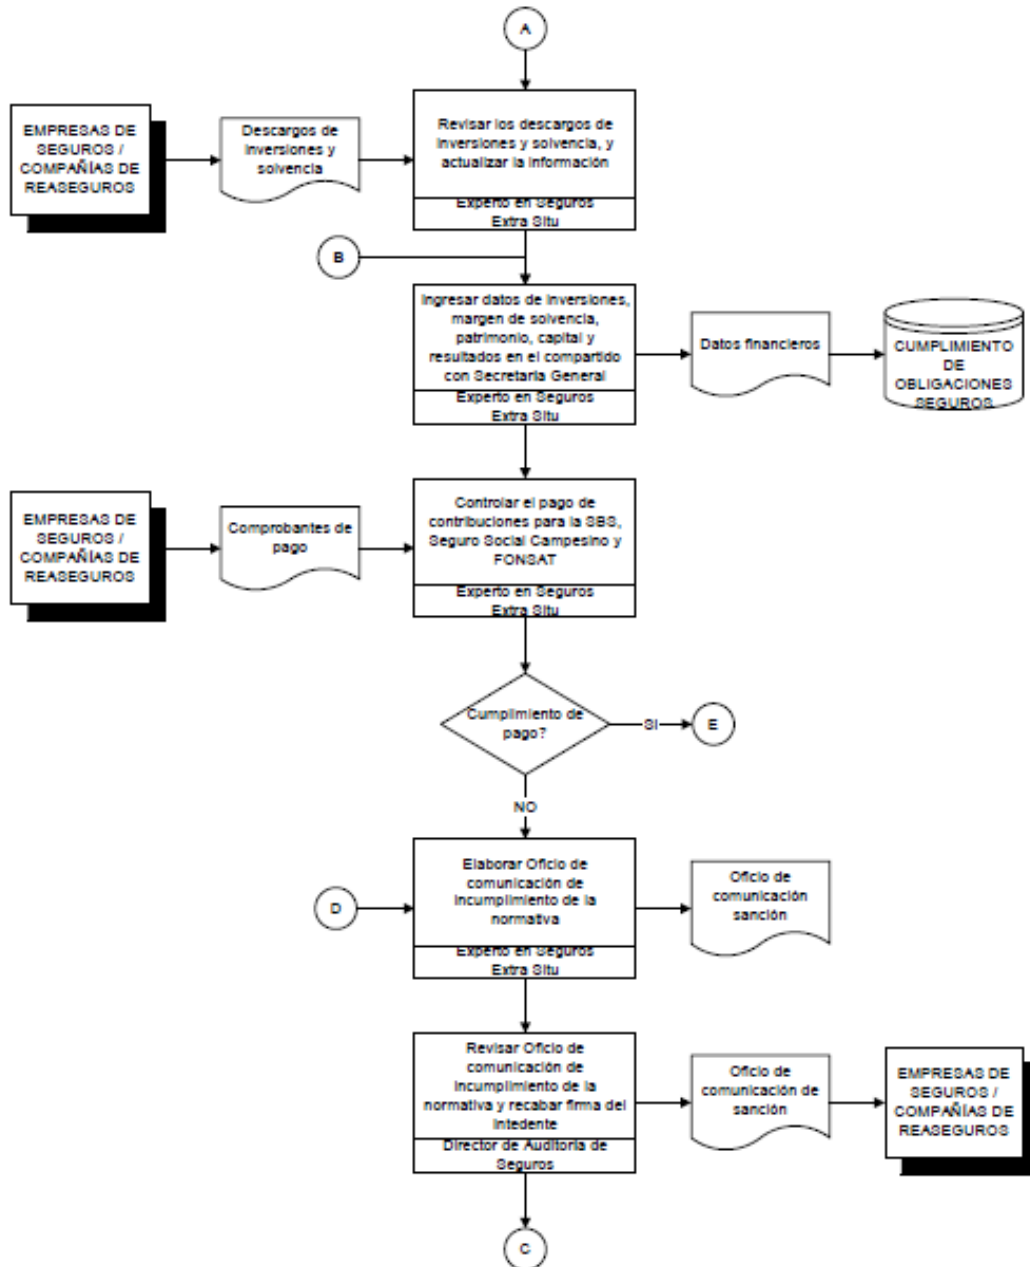 A
EMPRESAS DE
SEGUROS /
COMPAÑÍAS DE
REASEGUROS
Descargos de
inversiones y
solvencia
Revisar los descargos de
inversiones y solvencia, y
actualizar la información
Experto en Seguros
Extra Situ
B
Ingresar datos de inversiones,
margen de solvencia,
patrimonio, capital y
resultados en el compartido
con Secretaría General
Experto en Seguros
Extra Situ
Datos financieros
CUMPLIMIENTO
DE
OBLIGACIONES
SEGUROS
EMPRESAS DE
SEGUROS /
COMPAÑÍAS DE
REASEGUROS
Comprobantes de
pago
Controlar el pago de
contribuciones para la SBS,
Seguro Social Campesino y
FONSAT
Experto en Seguros
Extra Situ
Cumplimiento de
pago?
SI
E
NO
D
Elaborar Oficio de
comunicación de
incumplimiento de la
normativa
Experto en Seguros
Extra Situ
Oficio de
comunicación
sanción
Revisar Oficio de
comunicación de
incumplimiento de la
normativa y recabar firma del
intedente
Director de Auditoría de
Seguros
Oficio de
comunicación de
sanción
EMPRESAS DE
SEGUROS /
COMPAÑÍAS DE
REASEGUROS
C